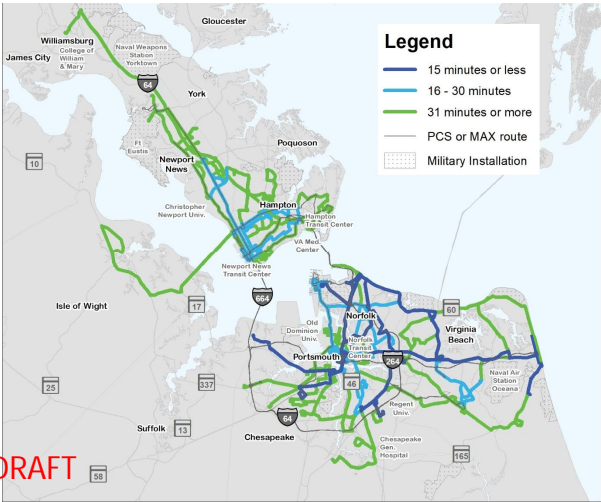 Gloucester
Williamsburg
College of
William
& Mary
James City
Naval Weapons
Station
Yorktown
64
York
Poquoson
Ft
Eustis
10
Newport
News
Christopher
Newport Univ.
Hampton
Hampton
Transit Center
VA Med.
Center
Newport News
Transit Center
Legend
15 minutes or less
16 - 30 minutes
31 minutes or more
PCS or MAX route
Military Installation
Isle of Wight
17
664
60
Norfolk
Virginia
Beach
Old
Dominion
Univ.
Norfolk
Transit
Center
Portsmouth
264
Naval Air
Station
Oceana
25
337
46
Regent
Univ.
64
Suffolk
13
Chesapeake
Chesapeake
Gen.
Hospital
165
58
DRAFT